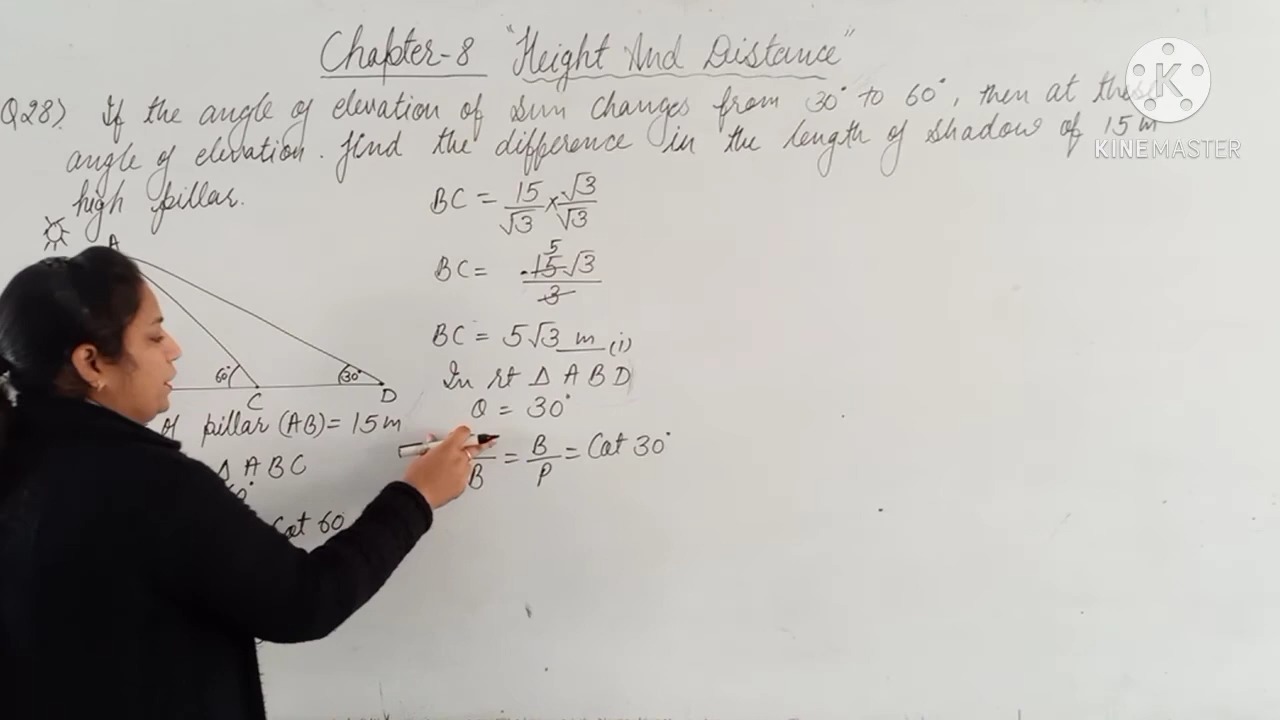 Chapter-8 "Height And Distance"
Q28). If the angle of elevation of sun changes from 30° to 60°, then at these
angle of elevation. find the difference in the length of shadow of 15 m
high pillar.
K
KINEMASTER
A
60°
30°
C
D
of pillar (AB) = 15 m
Δ ABC
Cot 60
BC = 15/√3 × √3/√3
BC = 15√3/3
5
BC = 5√3 m (i)
In rt Δ ABD
θ = 30°
B = B/P = Cot 30°